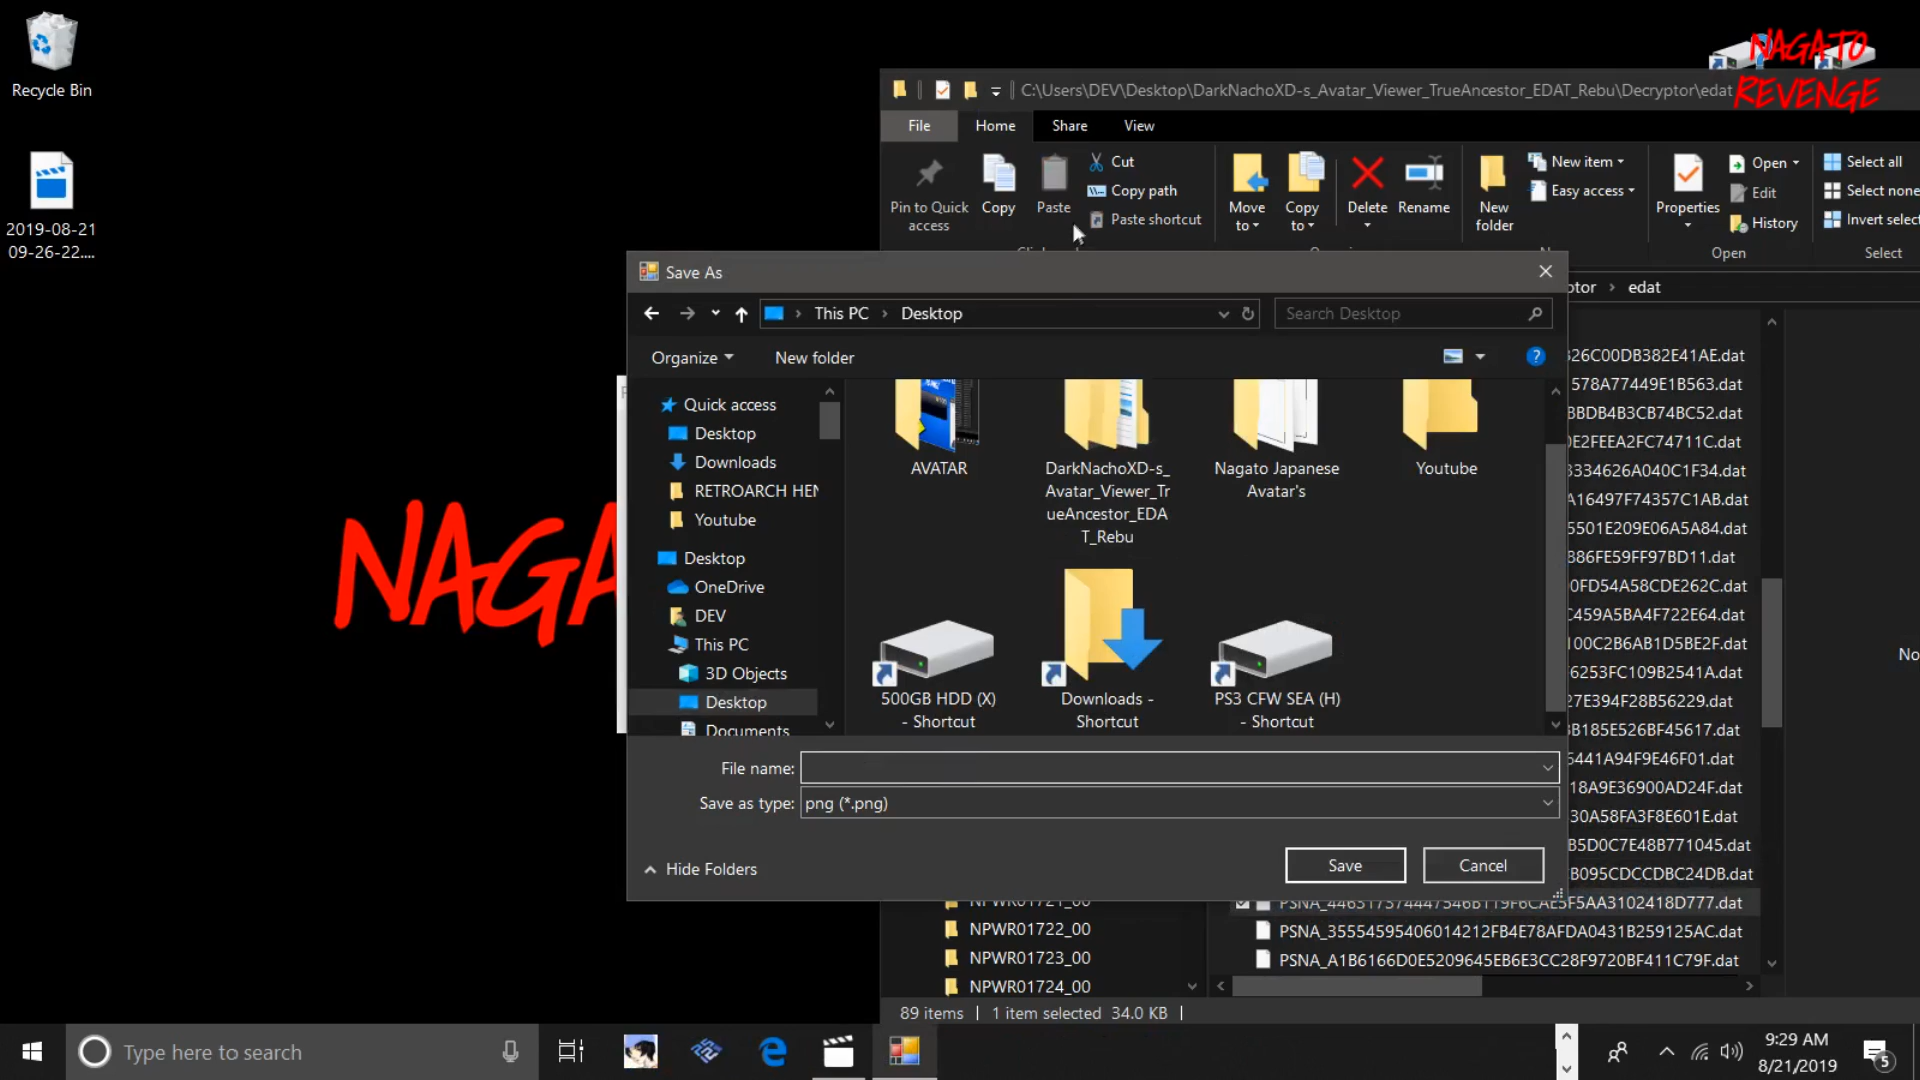 Recycle Bin
2019-08-21
09-26-22....
NAGATO
REVENGE
C:\Users\DEV\Desktop\DarkNachoXD-s_Avatar_Viewer_TrueAncestor_EDAT_Rebu\Decryptor\edat
File
Home
Share
View
Pin to Quick
access
Copy
Paste
Cut
Copy path
Paste shortcut
Move
to
Copy
to
Delete
Rename
New
folder
New item
Easy access
Properties
Open
Edit
History
Select all
Select none
Invert select
Open
Select
Save As
This PC
Desktop
Search Desktop
Organize
New folder
ptor
edat
Quick access
Desktop
Downloads
RETROARCH HEN
Youtube
Desktop
OneDrive
DEV
This PC
3D Objects
Desktop
Documents
AVATAR
DarkNachoXD-s_
Avatar_Viewer_Tr
ueAncestor_EDA
T_Rebu
Nagato Japanese
Avatar's
Youtube
500GB HDD (X)
- Shortcut
Downloads -
Shortcut
PS3 CFW SEA (H)
- Shortcut
File name:
Save as type:
png (*.png)
Hide Folders
Save
Cancel
NAGA
26C00DB382E41AE.dat
578A77449E1B563.dat
BDB4B3CB74BC52.dat
E2FEEA2FC74711C.dat
334626A040C1F34.dat
A16497F74357C1AB.dat
5501E209E06A5A84.dat
86FE59FF97BD11.dat
0FD54A58CDE262C.dat
C459A5BA4F722E64.dat
100C2B6AB1D5BE2F.dat
6253FC109B2541A.dat
27E394F28B56229.dat
B185E526BF45617.dat
6441A94F9E46F01.dat
18A9E36900AD24F.dat
30A58FA3F8E601E.dat
B5D0C7E48B771045.dat
B095CDCCDBC24DB.dat
PSNA_35554595406014212FB4E78AFDA0431B259125AC.dat
PSNA_A1B6166D0E5209645EB6E3CC28F9720BF411C79F.dat
NPWR01721_00
NPWR01722_00
NPWR01723_00
NPWR01724_00
No
89 items
1 item selected 34.0 KB
Type here to search
9:29 AM
8/21/2019
5